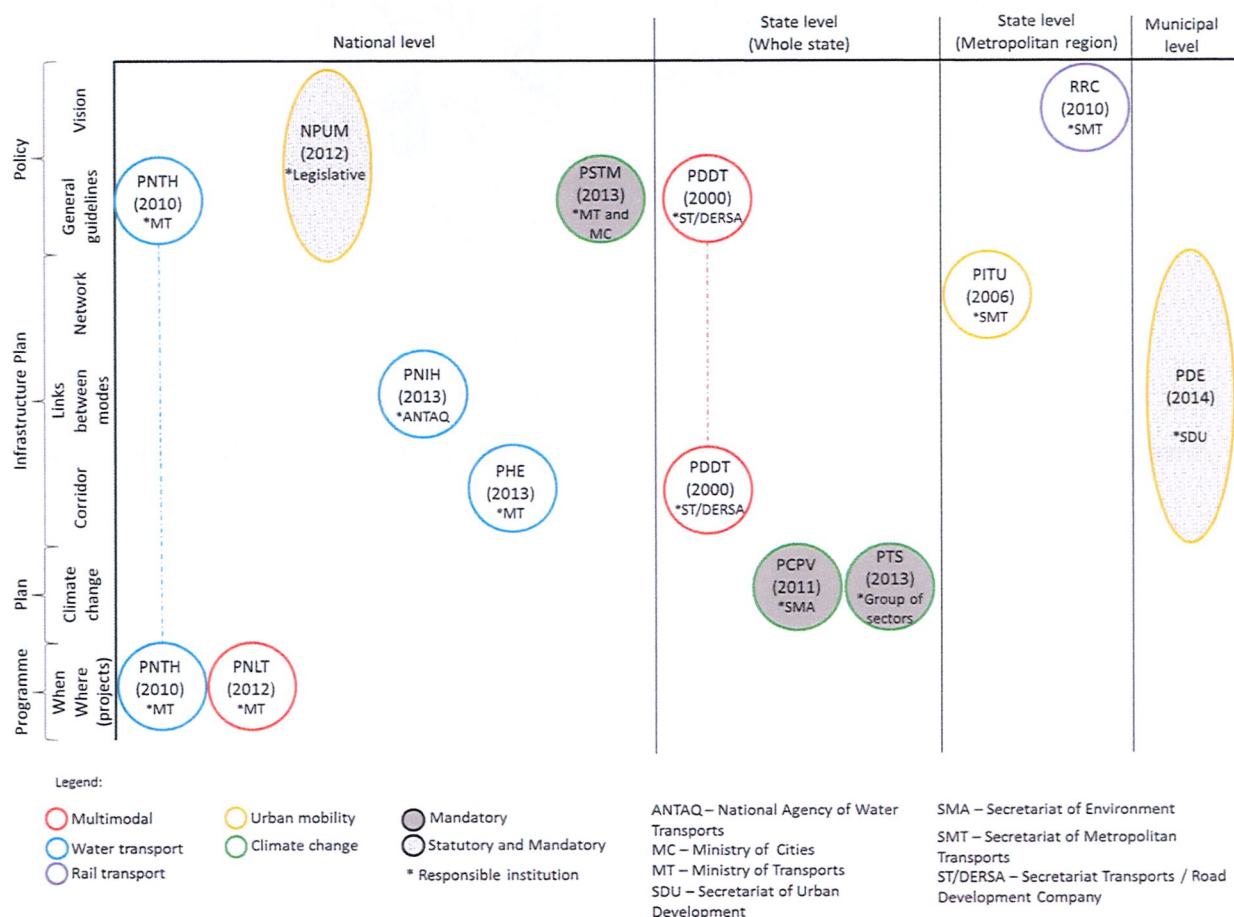 National level
State level
(Whole state)
State level
(Metropolitan region)
Municipal
level
Policy
Vision
General
guidelines
Infrastructure Plan
Network
Links
between
modes
Corridor
Plan
Climate
change
Programme
When
Where
(projects)
NPUM
(2012)
*Legislative
RRC
(2010)
*SMT
PNTH
(2010)
*MT
PSTM
(2013)
*MT and
MC
PDDT
(2000)
*ST/DERSA
PITU
(2006)
*SMT
PNIH
(2013)
*ANTAQ
PDE
(2014)
*SDU
PHE
(2013)
*MT
PDDT
(2000)
*ST/DERSA
PCPV
(2011)
*SMA
PTS
(2013)
*Group of
sectors
PNTH
(2010)
*MT
PNLT
(2012)
*MT
Legend:
Multimodal
Water transport
Rail transport
Urban mobility
Climate change
Mandatory
Statutory and Mandatory
* Responsible institution
ANTAQ – National Agency of Water
Transports
MC – Ministry of Cities
MT – Ministry of Transports
SDU – Secretariat of Urban
Development
SMA – Secretariat of Environment
SMT – Secretariat of Metropolitan
Transports
ST/DERSA – Secretariat Transports / Road
Development Company